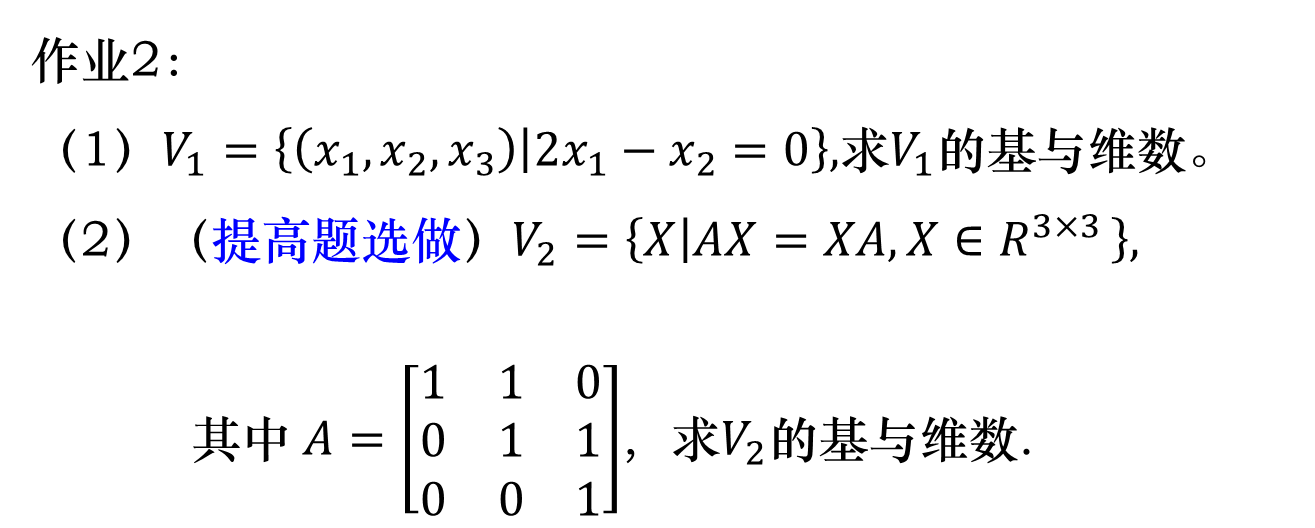 作业2：
（1）V₁ = {(x₁,x₂,x₃)|2x₁ − x₂ = 0},求V₁的基与维数。
（2）（提高题选做）V₂ = {X|AX = XA, X ∈ R³ˣ³ },
其中 A = [1 1 0; 0 1 1; 0 0 1]，求V₂的基与维数.